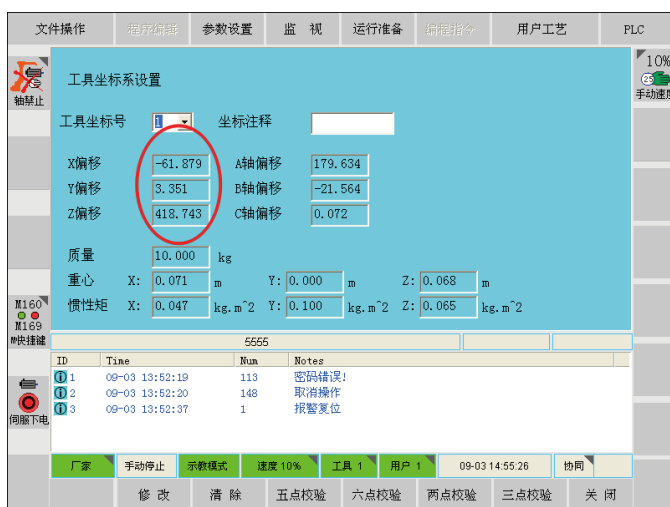 文件操作 程序编辑 参数设置 监 视 运行准备 编程指令 用户工艺 PLC
轴禁止
工具坐标系设置
10%
25
手动速度
工具坐标号 1 坐标注释
X偏移 -61.879 A轴偏移 179.634
Y偏移 3.351 B轴偏移 -21.564
Z偏移 418.743 C轴偏移 0.072
质量 10.000 kg
重心 X: 0.071 m Y: 0.000 m Z: 0.068 m
惯性矩 X: 0.047 kg.m^2 Y: 0.100 kg.m^2 Z: 0.065 kg.m^2
M160
M169
M快捷键
5555
ID Time Num Notes
1 09-03 13:52:19 113 密码错误!
2 09-03 13:52:20 148 取消操作
3 09-03 13:52:37 1 报警复位
伺服下电
厂家 手动停止 示教模式 速度 10% 工具 1 用户 1 09-03 14:55:26 协同
修 改 清 除 五点校验 六点校验 两点校验 三点校验 关 闭